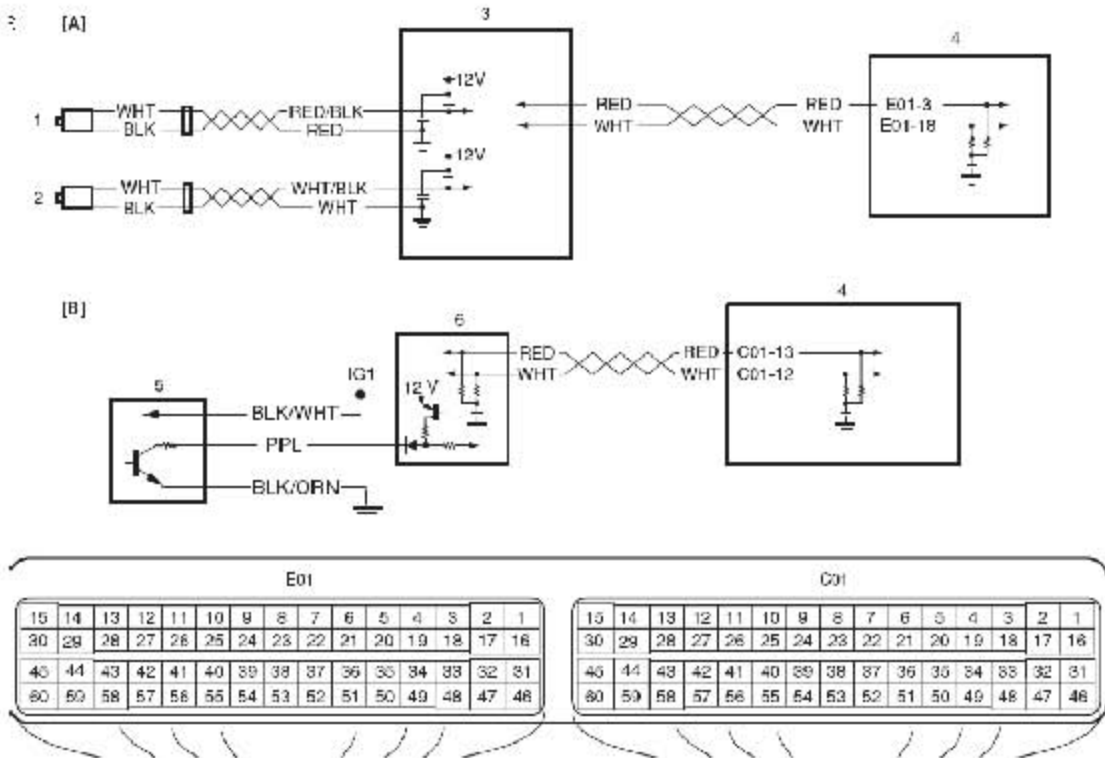 [A]
3
4
1
WHT
BLK
RED/BLK
RED
12V
RED
WHT
RED
WHT
E01-3
E01-18
2
WHT
BLK
WHT/BLK
WHT
12V
[B]
4
6
5
IG1
12 V
RED
WHT
RED
WHT
C01-13
C01-12
BLK/WHT
PPL
BLK/ORN
E01
C01
15 14 13 12 11 10 9 8 7 6 5 4 3 2 1
30 29 28 27 26 25 24 23 22 21 20 19 18 17 16
45 44 43 42 41 40 39 38 37 36 35 34 33 32 31
60 59 58 57 56 55 54 53 52 51 50 49 48 47 46
15 14 13 12 11 10 9 8 7 6 5 4 3 2 1
30 29 28 27 26 25 24 23 22 21 20 19 18 17 16
45 44 43 42 41 40 39 38 37 36 35 34 33 32 31
60 59 58 57 56 55 54 53 52 51 50 49 48 47 46